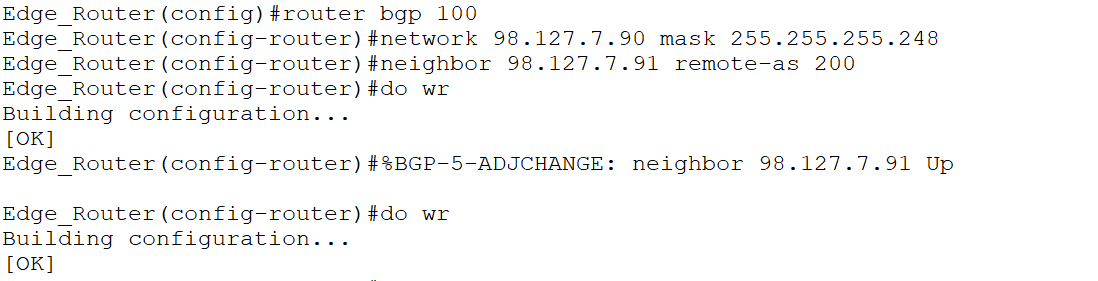 Edge_Router(config)#router bgp 100
Edge_Router(config-router)#network 98.127.7.90 mask 255.255.255.248
Edge_Router(config-router)#neighbor 98.127.7.91 remote-as 200
Edge_Router(config-router)#do wr
Building configuration...
[OK]
Edge_Router(config-router)#%BGP-5-ADJCHANGE: neighbor 98.127.7.91 Up
Edge_Router(config-router)#do wr
Building configuration...
[OK]